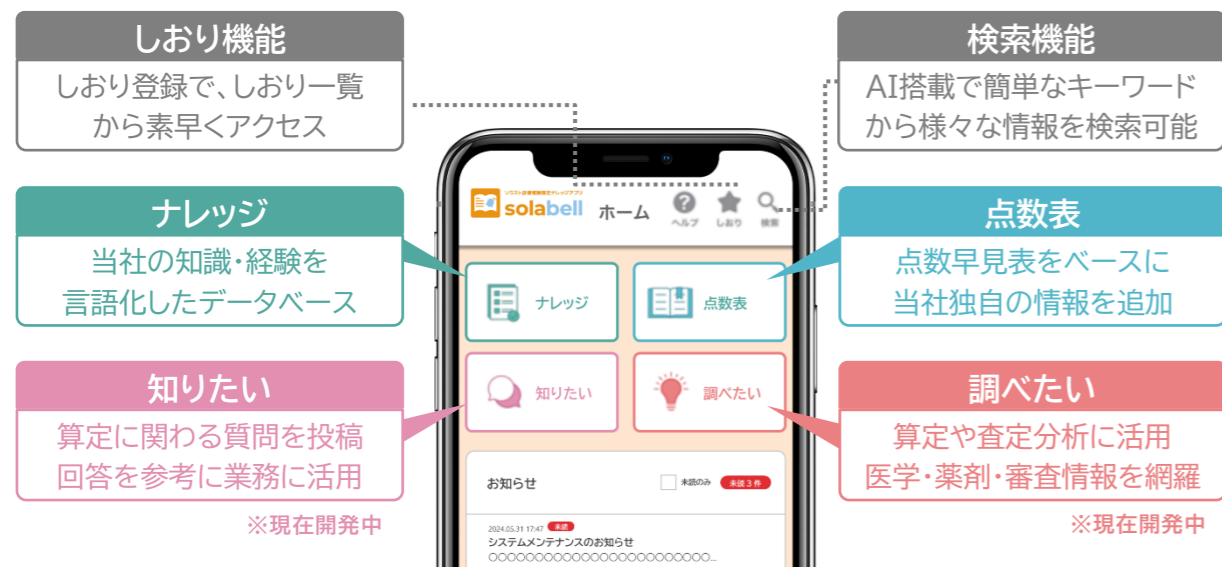 しおり機能
しおり登録で、しおり一覧
から素早くアクセス
検索機能
AI搭載で簡単なキーワード
から様々な情報を検索可能
ナレッジ
当社の知識・経験を
言語化したデータベース
点数表
点数早見表をベースに
当社独自の情報を追加
知りたい
算定に関わる質問を投稿
回答を参考に業務に活用
※現在開発中
調べたい
算定や査定分析に活用
医学・薬剤・審査情報を網羅
※現在開発中
solabell ホーム
ヘルプ しおり 検索
ナレッジ 点数表
知りたい 調べたい
お知らせ 未読のみ 未読3件
2024.05.31 17:47 未読
システムメンテナンスのお知らせ
○○○○○○○○○○○○○○○○○○○○○○○○...